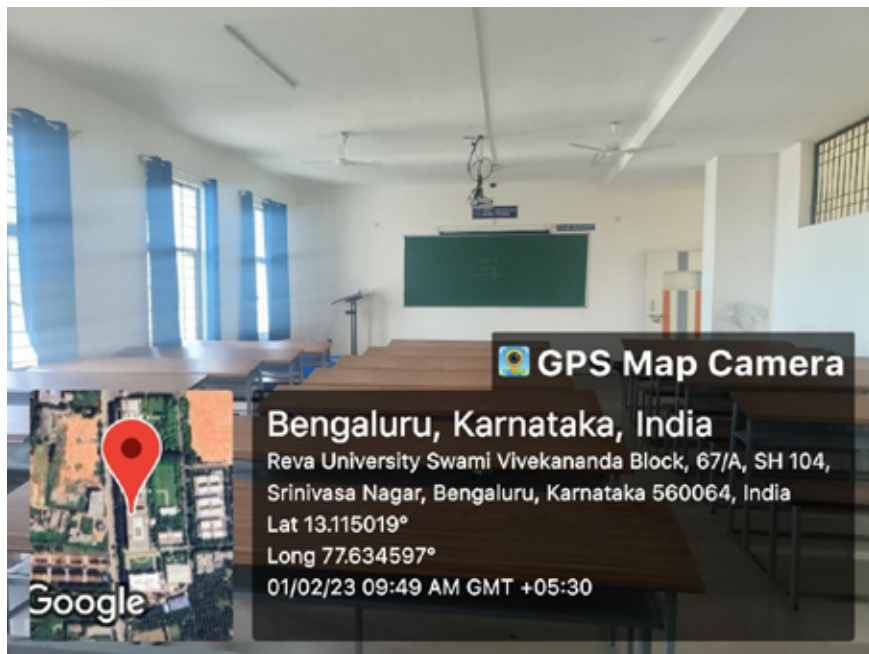 GPS Map Camera
Bengaluru, Karnataka, India
Reva University Swami Vivekananda Block, 67/A, SH 104,
Srinivasa Nagar, Bengaluru, Karnataka 560064, India
Lat 13.115019°
Long 77.634597°
01/02/23 09:49 AM GMT +05:30
Google